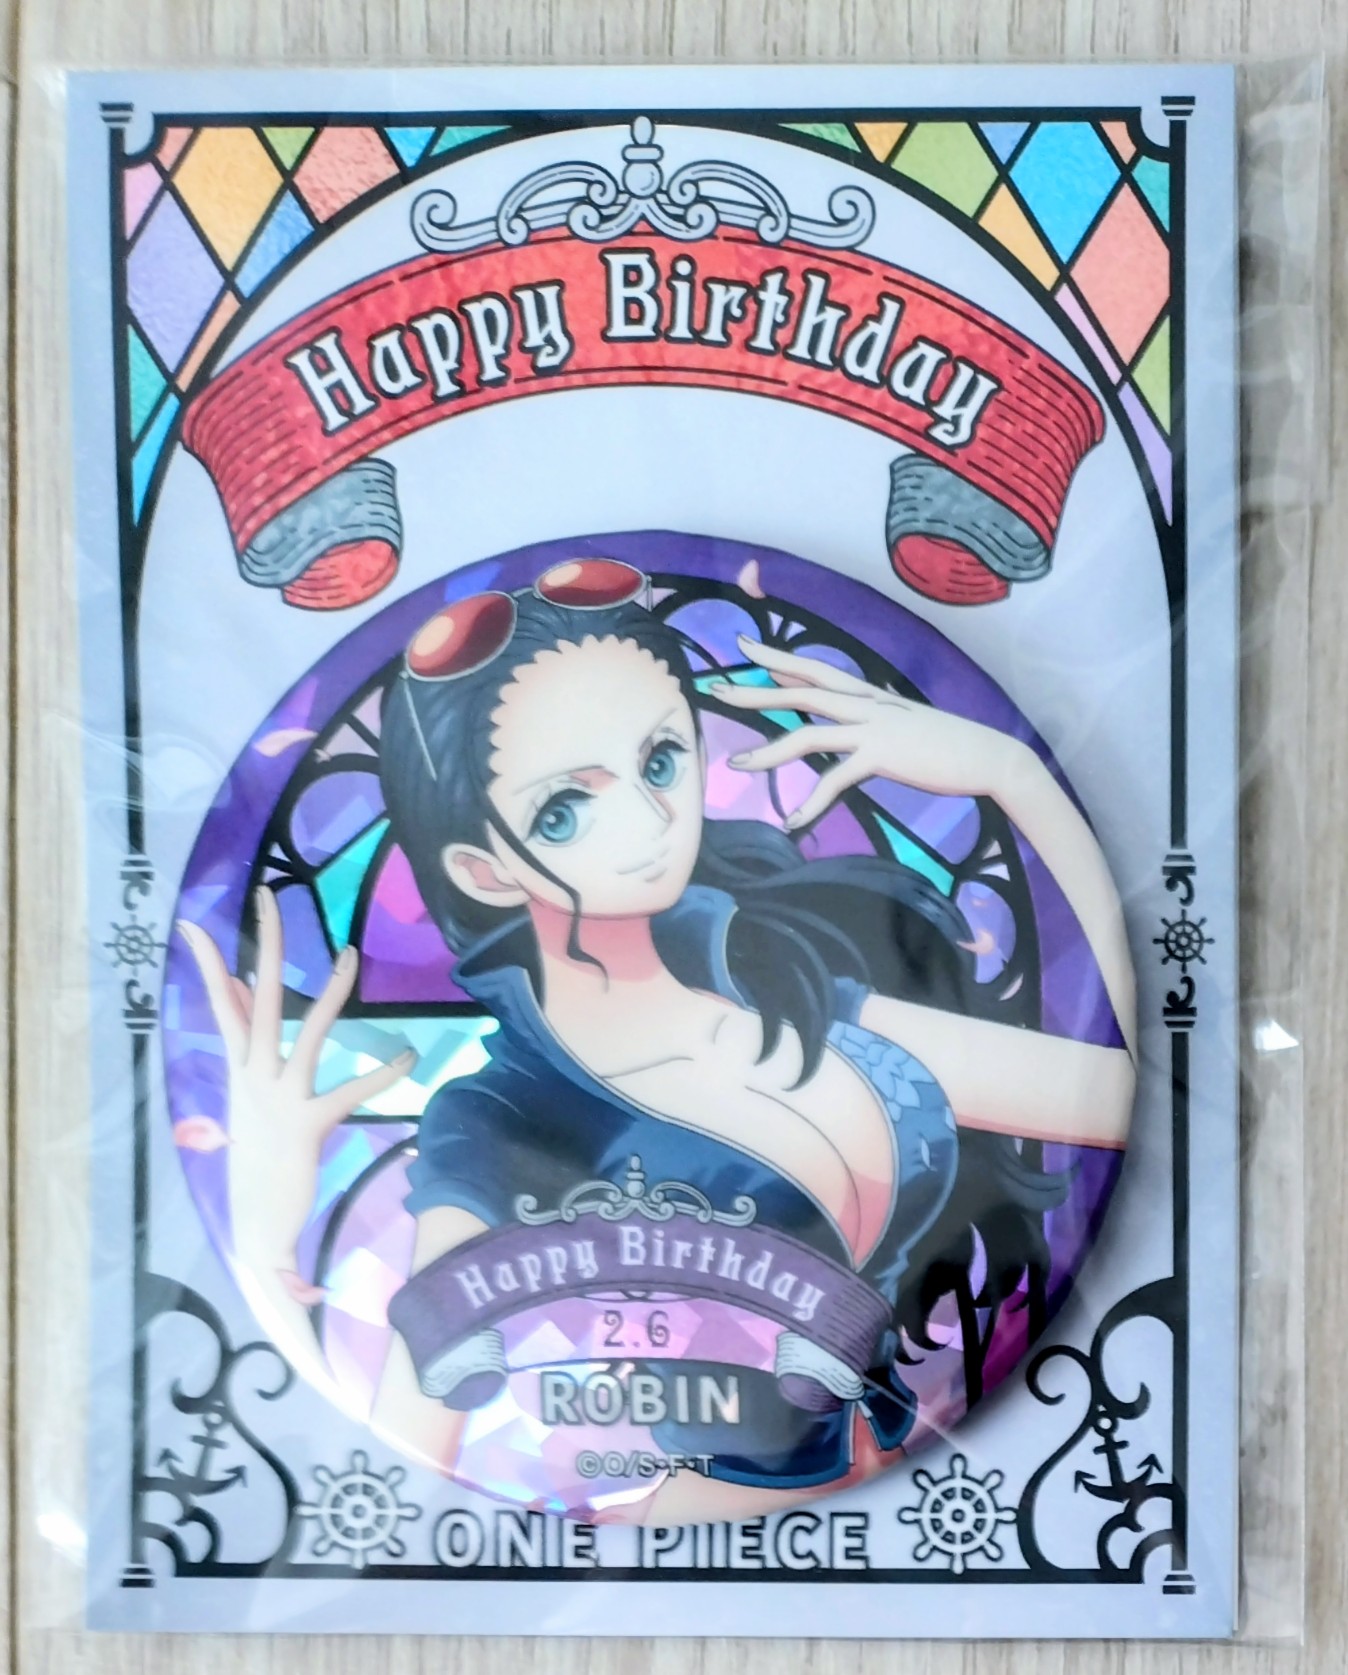 Happy Birthday
Happy Birthday
2.6
ROBIN
©O/S・F・T
ONE PIECE